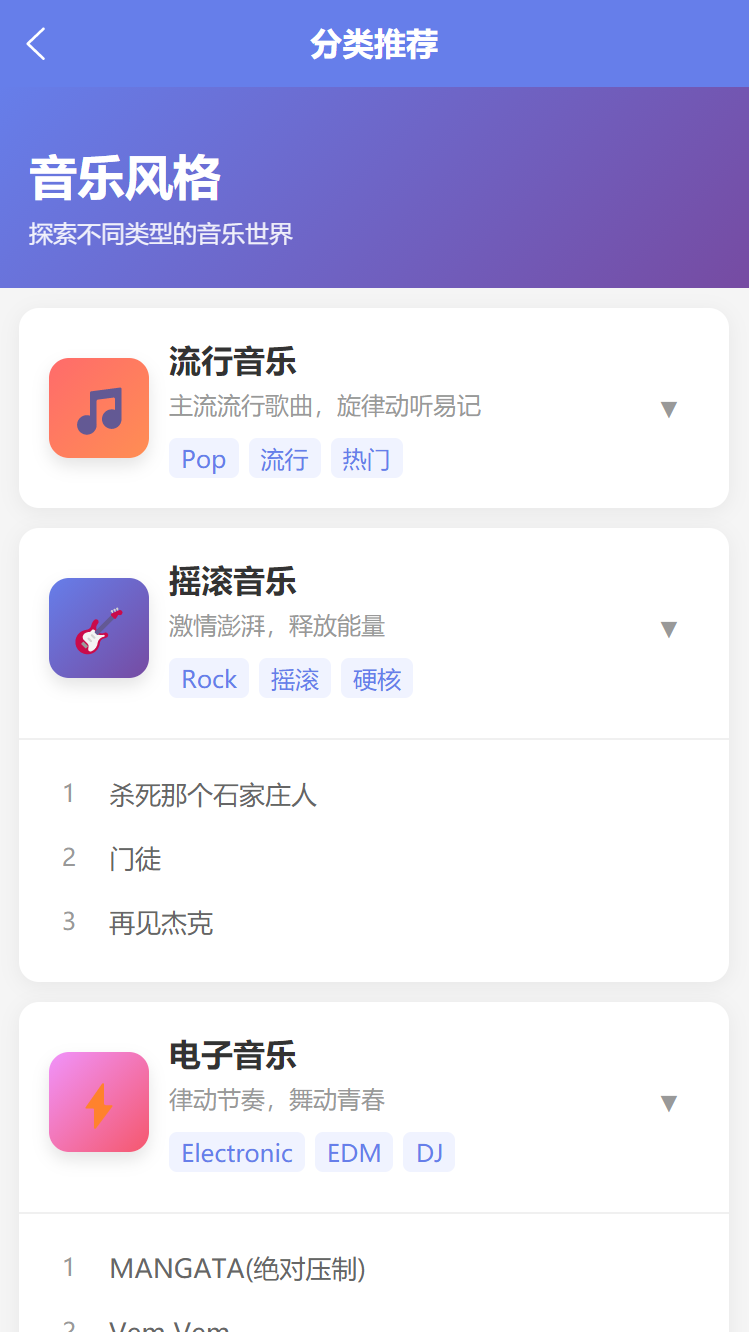 分类推荐
音乐风格
探索不同类型的音乐世界
流行音乐
主流流行歌曲，旋律动听易记
Pop 流行 热门
摇滚音乐
激情澎湃，释放能量
Rock 摇滚 硬核
1 杀死那个石家庄人
2 门徒
3 再见杰克
电子音乐
律动节奏，舞动青春
Electronic EDM DJ
1 MANGATA(绝对压制)
2 Vem Vem